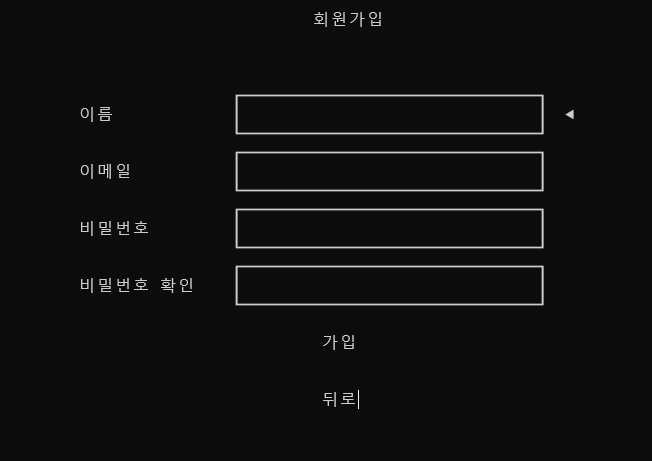 회원가입
이름
이메일
비밀번호
비밀번호 확인
가입
뒤로